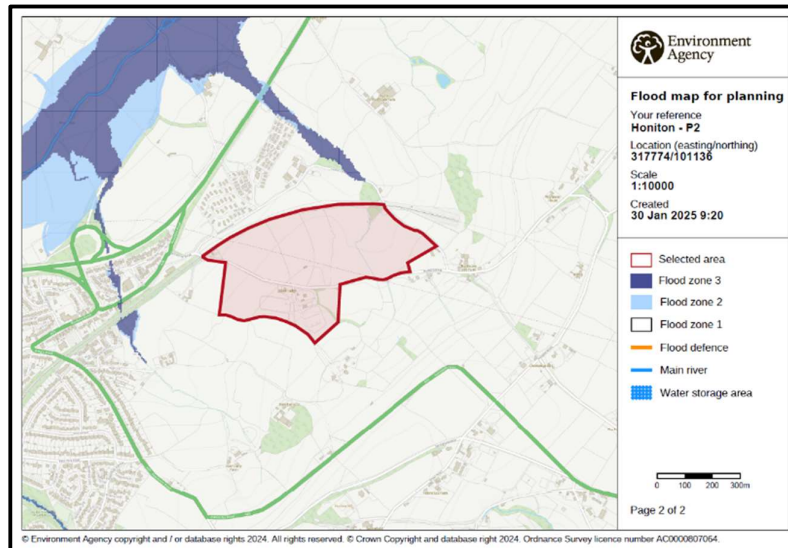 Environment
Agency
Flood map for planning
Your reference
Honiton - P2
Location (easting/northing)
317774/101136
Scale
1:10000
Created
30 Jan 2025 9:20
Selected area
Flood zone 3
Flood zone 2
Flood zone 1
Flood defence
Main river
Water storage area
0 100 200 300m
Page 2 of 2
© Environment Agency copyright and / or database rights 2024. All rights reserved. © Crown Copyright and database right 2024. Ordnance Survey licence number AC0000807064.